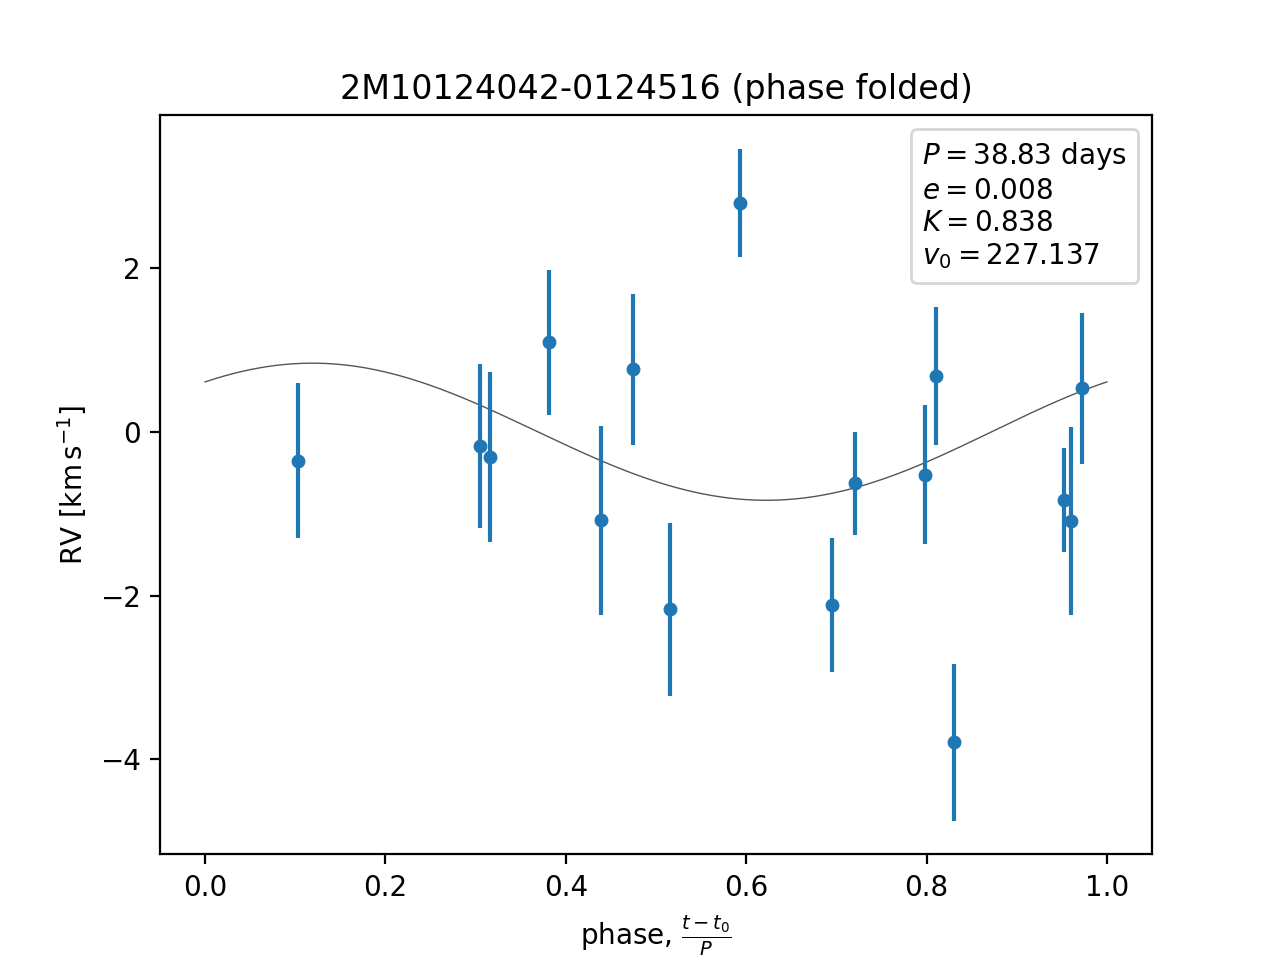 2M10124042-0124516 (phase folded)
P = 38.83 days
e = 0.008
K = 0.838
v₀ = 227.137
2
0
−2
−4
RV [km s⁻¹]
0.0 0.2 0.4 0.6 0.8 1.0
phase, (t − t₀)/P